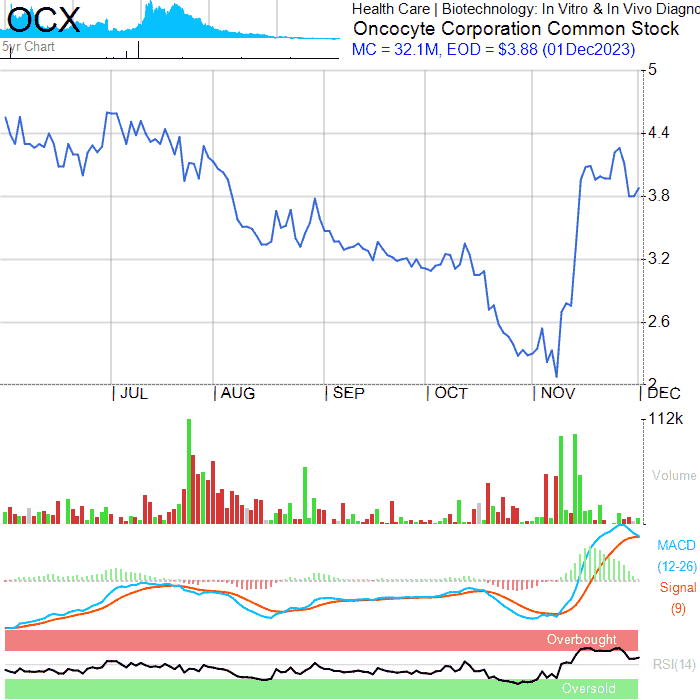 OCX
5yr Chart
Health Care | Biotechnology: In Vitro & In Vivo Diagno
Oncocyte Corporation Common Stock
MC = 32.1M, EOD = $3.88 (01Dec2023)
5
4.4
3.8
3.2
2.6
2
| JUL | AUG | SEP | OCT | NOV | DEC
112k
Volume
MACD
(12-26)
Signal
(9)
Overbought
RSI(14)
Oversold